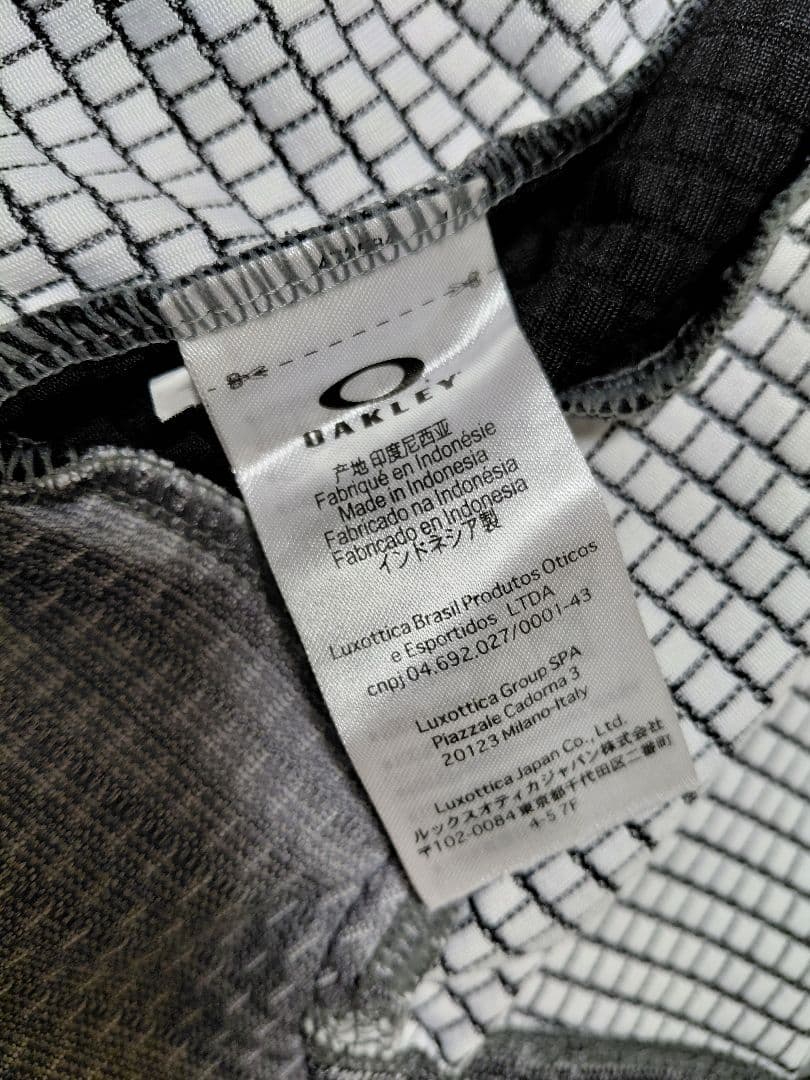 OAKLEY
产地 印度尼西亚
Fabriqué en Indonésie
Made in Indonesia
Fabricado na Indonésia
Fabricado en Indonesia
インドネシア製
Luxottica Brasil Produtos Oticos
e Esportidos LTDA
cnpj 04.692.027/0001-43
Luxottica Group SPA
Piazzale Cadorna 3
20123 Milano-Italy
Luxottica Japan Co., Ltd.
ルックスオティカジャパン株式会社
〒102-0084 東京都千代田区二番町
4-5 7F